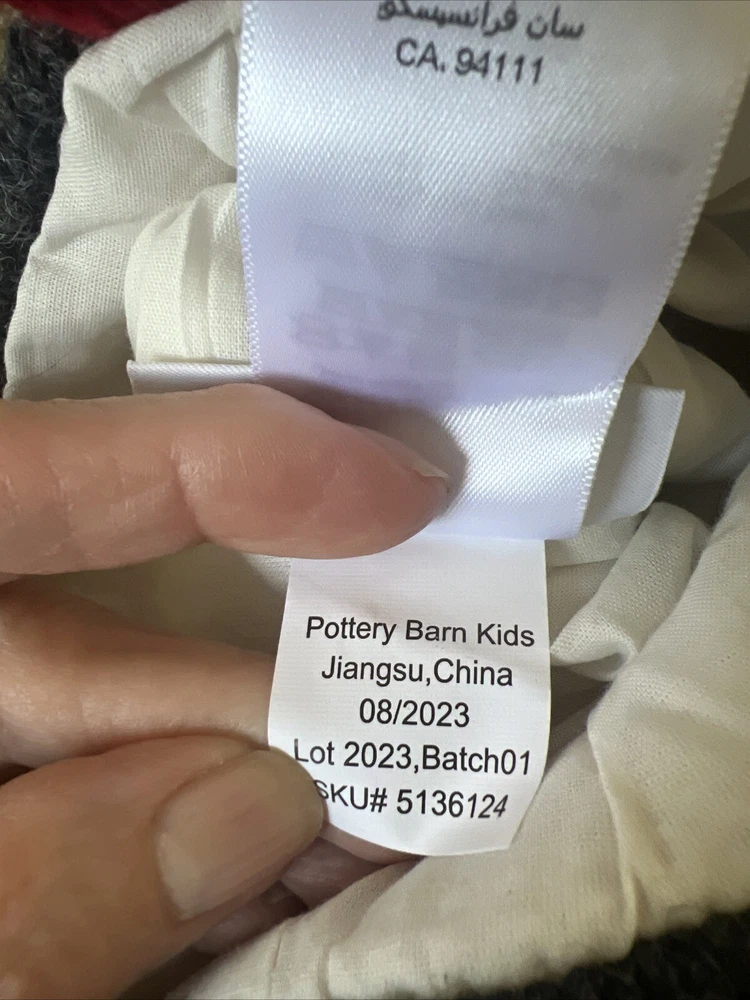 سان فرانسيسكو
CA. 94111
Pottery Barn Kids
Jiangsu,China
08/2023
Lot 2023,Batch01
SKU# 5136124